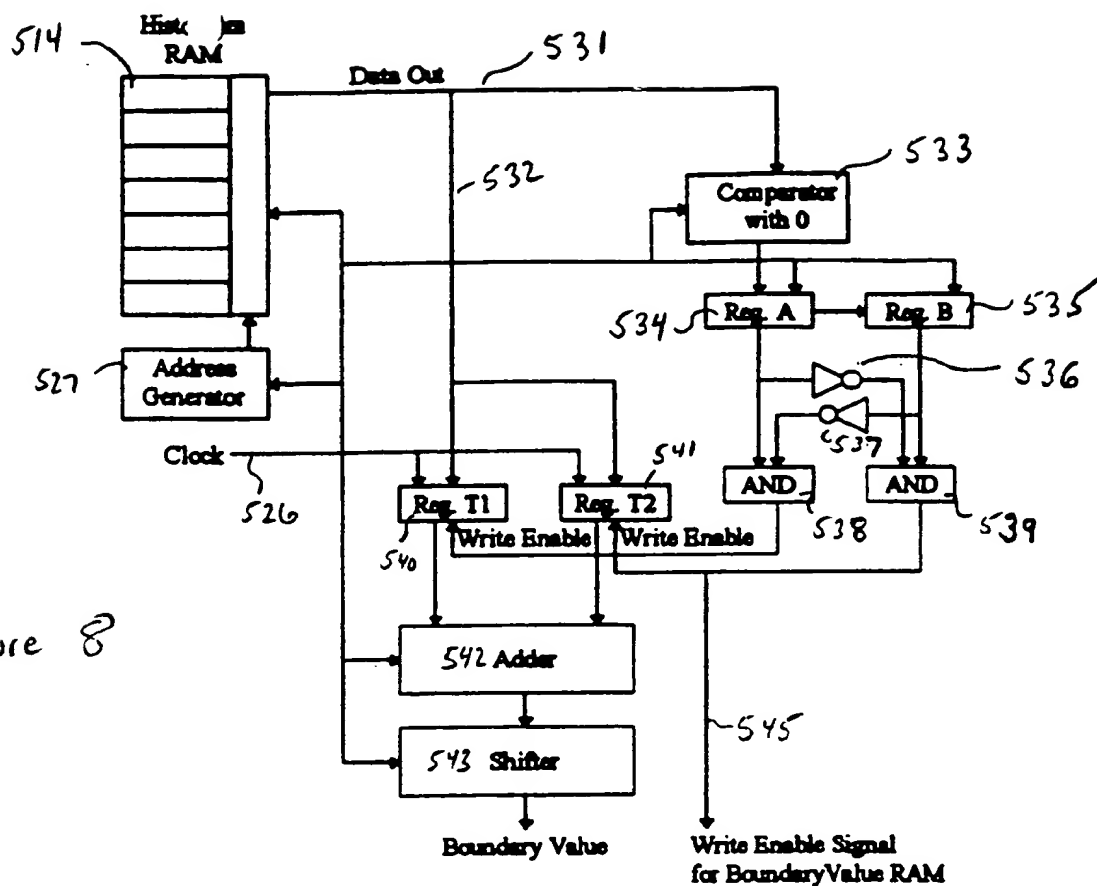 514
RAM
Data Out
531
532
533
Comparator
with 0
534
Reg. A
Reg. B
535
527
Address
Generator
536
537
Clock
526
541
540
Reg. T1
Reg. T2
AND
AND
538
539
Write Enable
Write Enable
8
542 Adder
543 Shifter
545
Boundary Value
Write Enable Signal
for BoundaryValue RAM